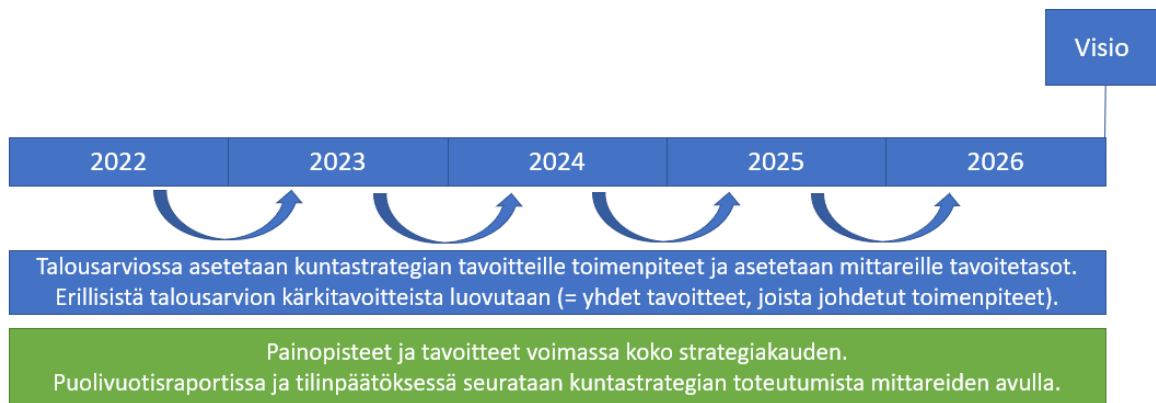 Visio
2022 2023 2024 2025 2026
Talousarviossa asetetaan kuntastrategian tavoitteille toimenpiteet ja asetetaan mittareille tavoitetasot.
Erillisistä talousarvion kärkitavoitteista luovutaan (= yhdet tavoitteet, joista johdetut toimenpiteet).
Painopisteet ja tavoitteet voimassa koko strategiakauden.
Puolivuotisraportissa ja tilinpäätöksessä seurataan kuntastrategian toteutumista mittareiden avulla.